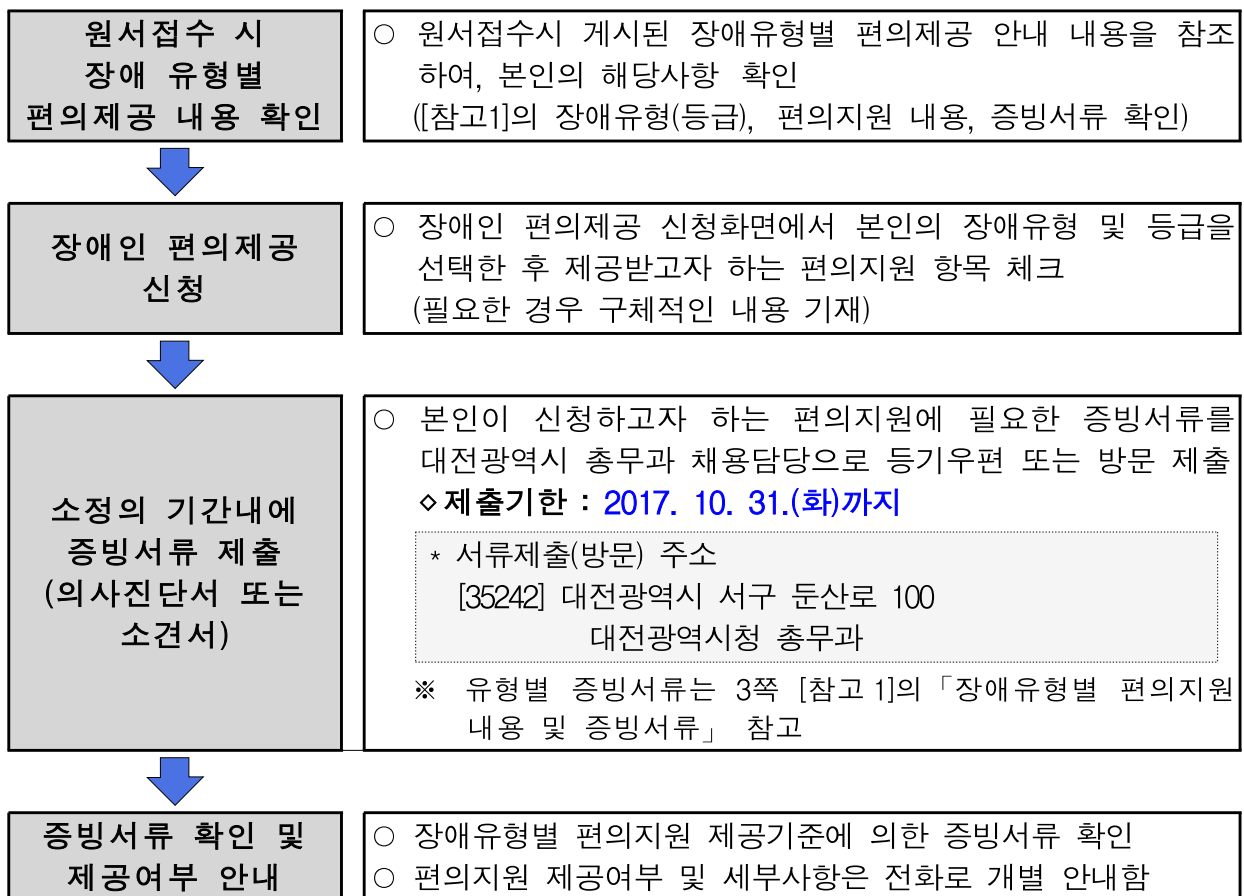 원서접수 시
장애 유형별
편의제공 내용 확인
○ 원서접수시 게시된 장애유형별 편의제공 안내 내용을 참조
하여, 본인의 해당사항 확인
([참고1]의 장애유형(등급), 편의지원 내용, 증빙서류 확인)
장애인 편의제공
신청
○ 장애인 편의제공 신청화면에서 본인의 장애유형 및 등급을
선택한 후 제공받고자 하는 편의지원 항목 체크
(필요한 경우 구체적인 내용 기재)
소정의 기간내에
증빙서류 제출
(의사진단서 또는
소견서)
○ 본인이 신청하고자 하는 편의지원에 필요한 증빙서류를
대전광역시 총무과 채용담당으로 등기우편 또는 방문 제출
◇제출기한 : 2017. 10. 31.(화)까지
* 서류제출(방문) 주소
[35242] 대전광역시 서구 둔산로 100
대전광역시청 총무과
※ 유형별 증빙서류는 3쪽 [참고 1]의「장애유형별 편의지원
내용 및 증빙서류」 참고
증빙서류 확인 및
제공여부 안내
○ 장애유형별 편의지원 제공기준에 의한 증빙서류 확인
○ 편의지원 제공여부 및 세부사항은 전화로 개별 안내함